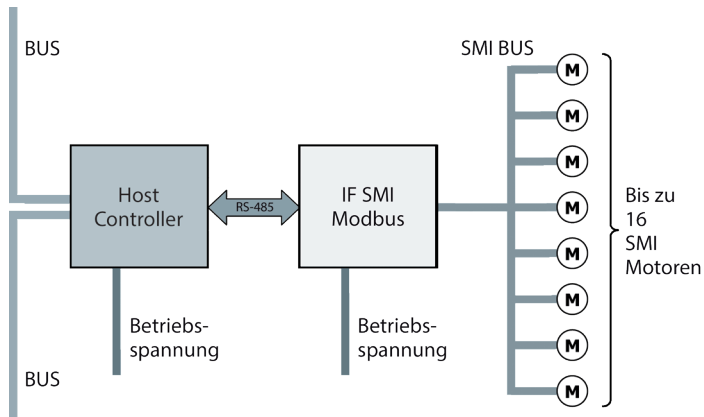 BUS
SMI BUS
M
M
M
M
M
M
M
M
Host
Controller
RS-485
IF SMI
Modbus
Bis zu
16
SMI
Motoren
Betriebs-
spannung
Betriebs-
spannung
BUS